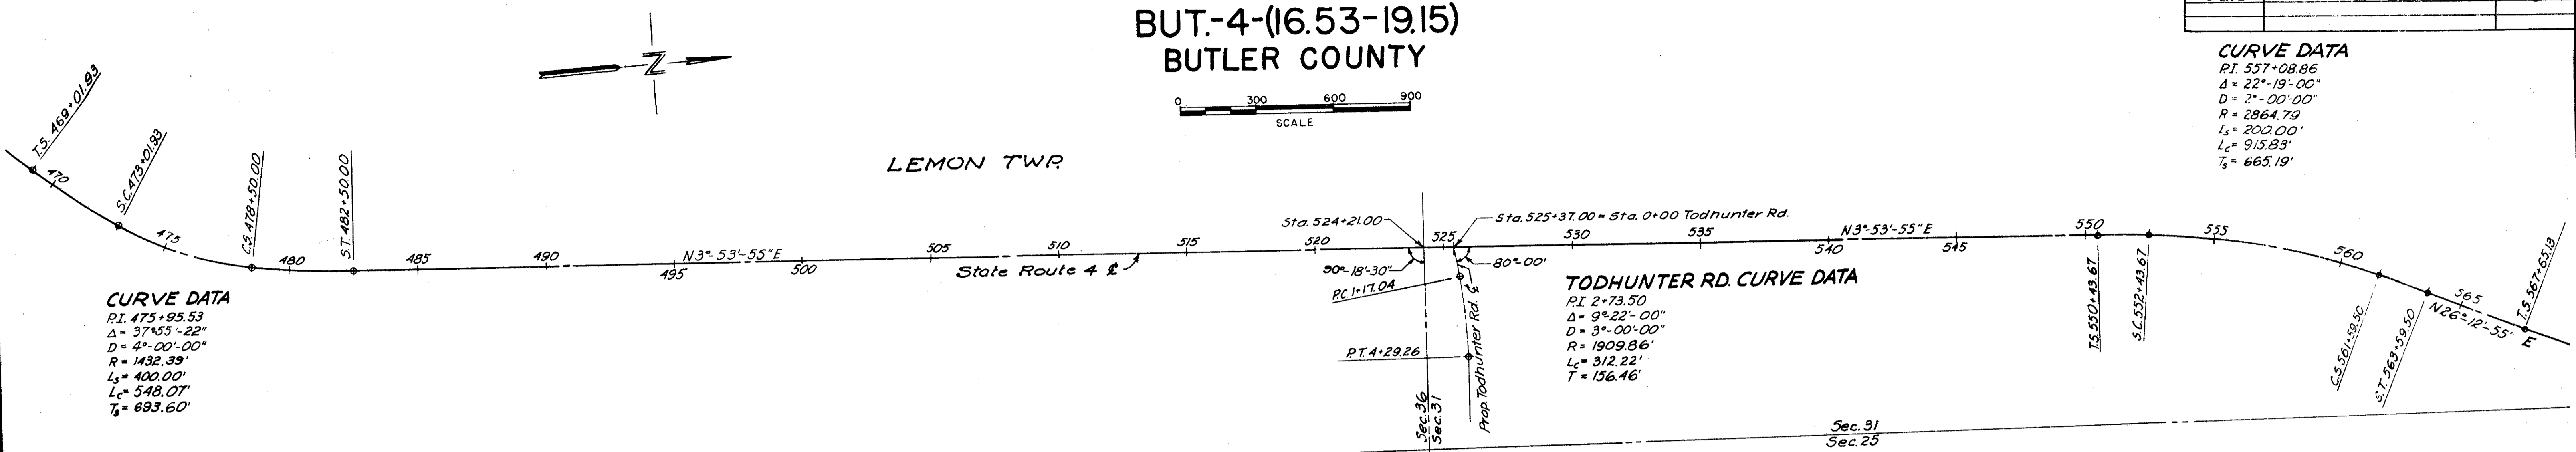 BUT.-4-(16.53-19.15)
BUTLER COUNTY
Z
0 300 600 900
SCALE
LEMON TWP.
CURVE DATA
P.I. 557+08.86
Δ = 22°-19'-00"
D = 2°-00'-00"
R = 2864.79
Ls = 200.00'
Lc = 915.83'
Ts = 665.19'
T.S. 469+01.93
470
S.C. 473+01.93
475
C.S. 478+50.00
480
S.T. 482+50.00
485
490
N3°-53'-55"E
495
500
505
State Route 4 ℄
510
515
520
Sta. 524+21.00
525
Sta. 525+37.00 = Sta. 0+00 Todhunter Rd.
530
535
540
N3°-53'-55"E
545
550
T.S. 550+43.67
S.C. 552+43.67
555
560
C.S. 561+59.50
S.T. 563+59.50
565
N26°-12'-55" E
T.S. 567+65.13
90°-18'-30"
80°-00'
P.C. 1+17.04
P.T. 4+29.26
Prop. Todhunter Rd. ℄
CURVE DATA
P.I. 475+95.53
Δ = 37°55'-22"
D = 4°-00'-00"
R = 1432.39'
Ls = 400.00'
Lc = 548.07'
Ts = 693.60'
TODHUNTER RD. CURVE DATA
P.I. 2+73.50
Δ = 9°-22'-00"
D = 3°-00'-00"
R = 1909.86'
Lc = 312.22'
T = 156.46'
Sec. 36
Sec. 31
Sec. 31
Sec. 25